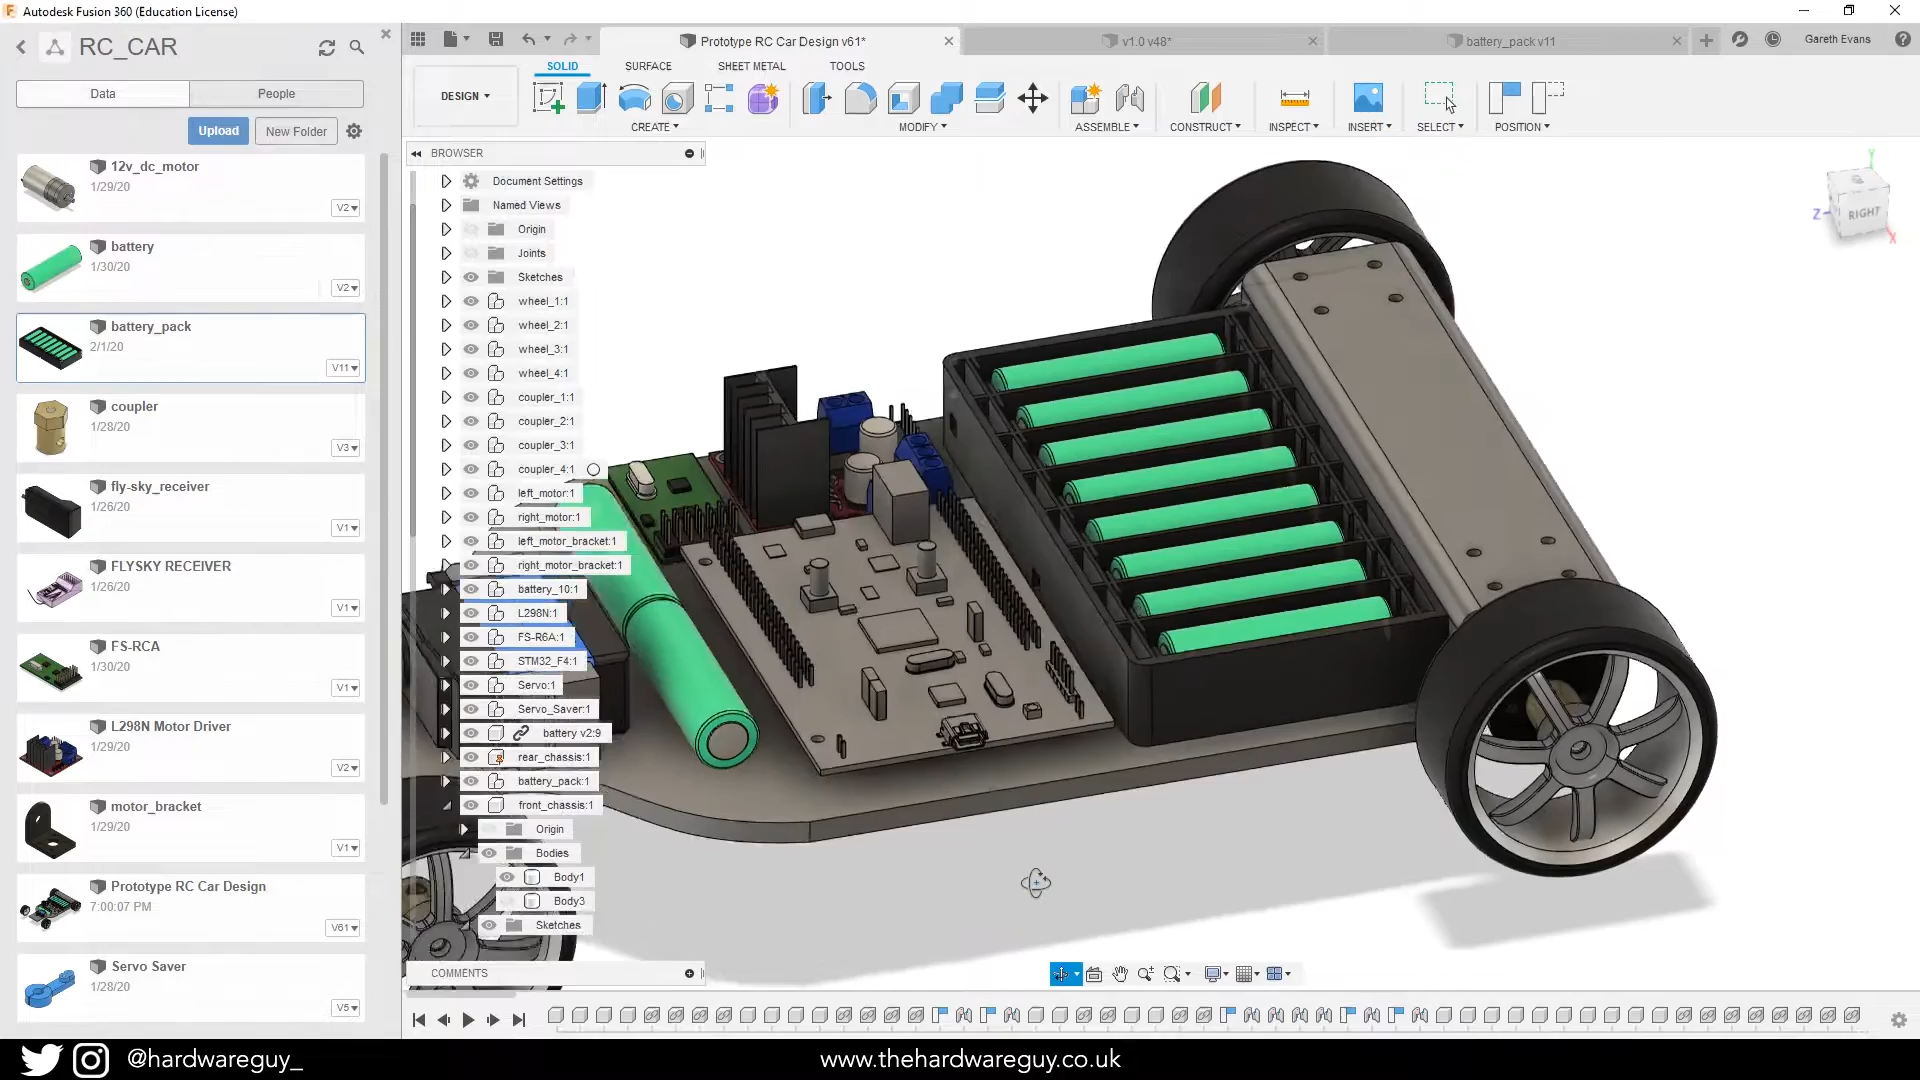 Autodesk Fusion 360 (Education License)
RC_CAR
Data
People
Upload
New Folder
12v_dc_motor
1/29/20
V2
battery
1/30/20
V2
battery_pack
2/1/20
V11
coupler
1/28/20
V3
fly-sky_receiver
1/26/20
V1
FLYSKY RECEIVER
1/26/20
V1
FS-RCA
1/30/20
V1
L298N Motor Driver
1/29/20
V2
motor_bracket
1/29/20
V1
Prototype RC Car Design
7:00:07 PM
V61
Servo Saver
1/28/20
V5
Prototype RC Car Design v61*
v1.0 v48*
battery_pack v11
Gareth Evans
SOLID
SURFACE
SHEET METAL
TOOLS
DESIGN
CREATE
MODIFY
ASSEMBLE
CONSTRUCT
INSPECT
INSERT
SELECT
POSITION
BROWSER
Document Settings
Named Views
Origin
Joints
Sketches
wheel_1:1
wheel_2:1
wheel_3:1
wheel_4:1
coupler_1:1
coupler_2:1
coupler_3:1
coupler_4:1
left_motor:1
right_motor:1
left_motor_bracket:1
right_motor_bracket:1
battery_10:1
L298N:1
FS-R6A:1
STM32_F4:1
Servo:1
Servo_Saver:1
battery v2:9
rear_chassis:1
battery_pack:1
front_chassis:1
Origin
Bodies
Body1
Body3
Sketches
COMMENTS
Y
Z
RIGHT
X
@hardwareguy_
www.thehardwareguy.co.uk